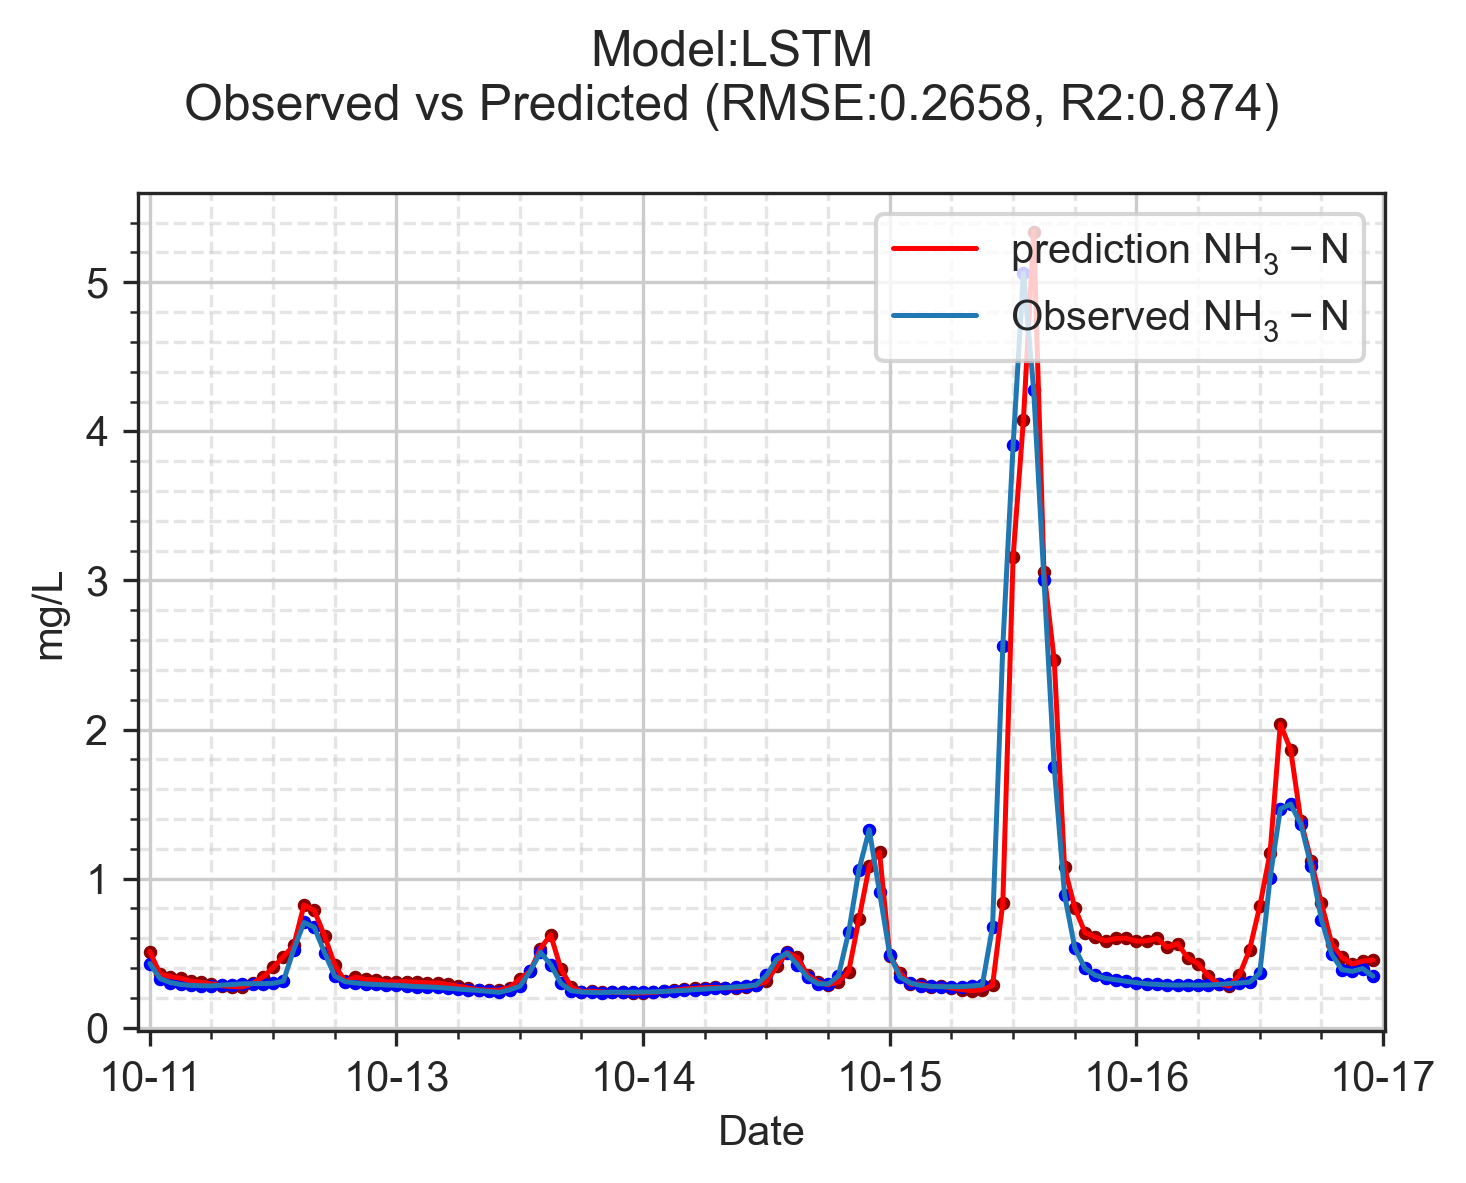 Model:LSTM
Observed vs Predicted (RMSE:0.2658, R2:0.874)
prediction NH₃ − N
Observed NH₃ − N
5
4
3
2
1
0
mg/L
10-11 10-13 10-14 10-15 10-16 10-17
Date